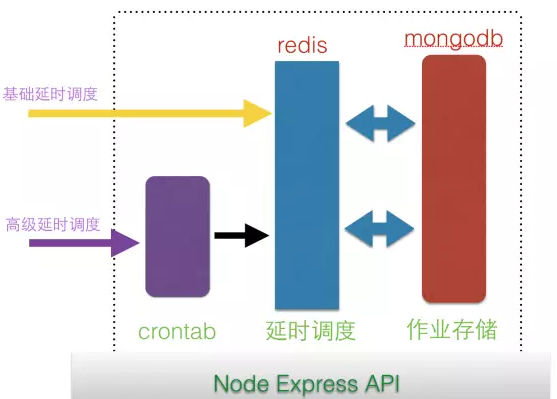 redis
mongodb
基础延时调度
高级延时调度
crontab
延时调度
作业存储
Node Express API